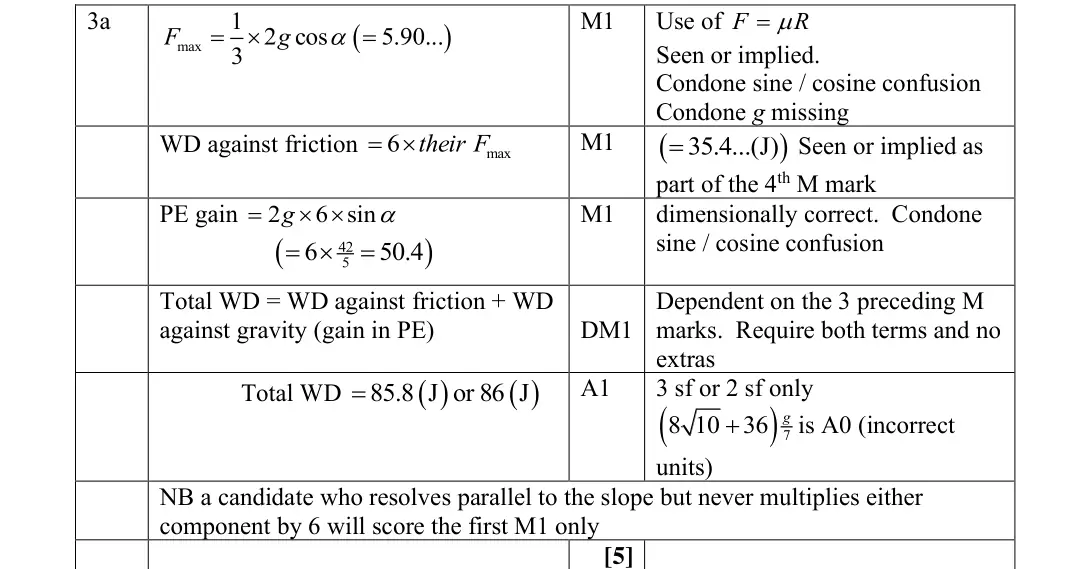 3a F_max = 1/3 × 2g cos α (= 5.90...) M1 Use of F = μR
Seen or implied.
Condone sine / cosine confusion
Condone g missing
WD against friction = 6 × their F_max M1 (= 35.4...(J)) Seen or implied as
part of the 4th M mark
PE gain = 2g × 6 × sin α M1 dimensionally correct. Condone
(= 6 × 42/5 = 50.4) sine / cosine confusion
Total WD = WD against friction + WD Dependent on the 3 preceding M
against gravity (gain in PE) DM1 marks. Require both terms and no
extras
Total WD = 85.8 (J) or 86 (J) A1 3 sf or 2 sf only
(8√10 + 36) g/7 is A0 (incorrect
units)
NB a candidate who resolves parallel to the slope but never multiplies either
component by 6 will score the first M1 only
[5]